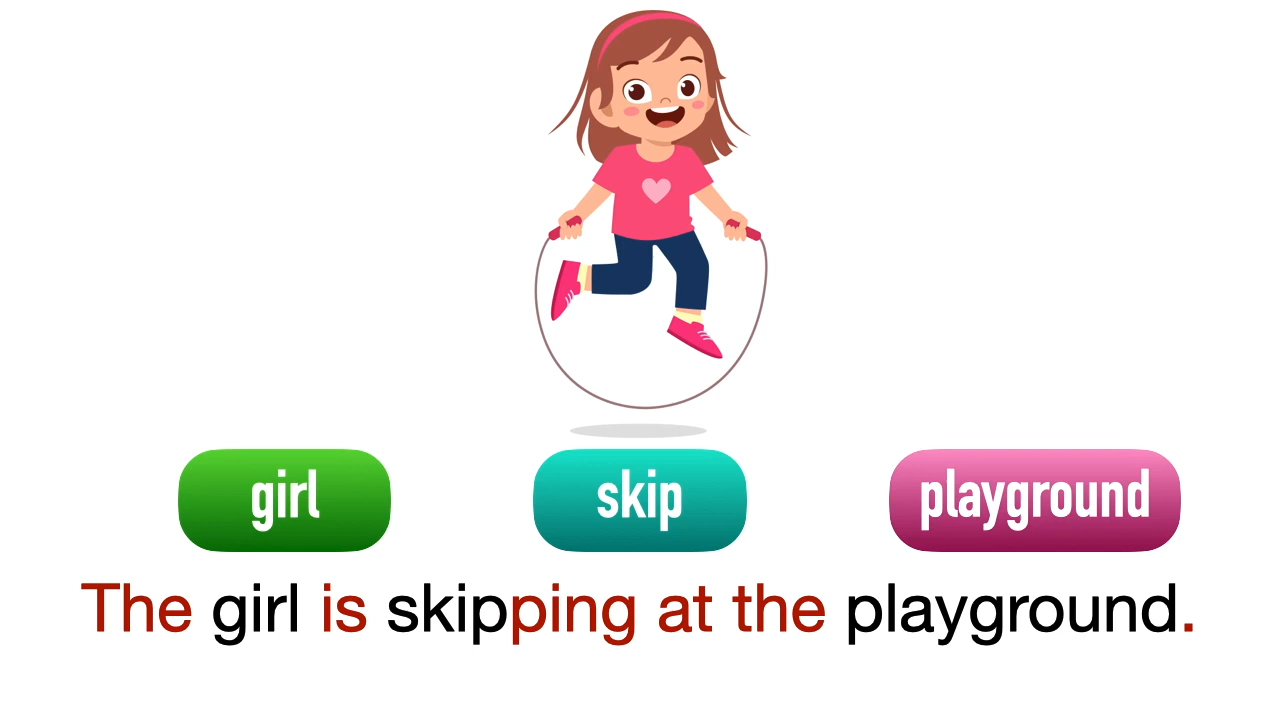 girl skip playground
The girl is skipping at the playground.